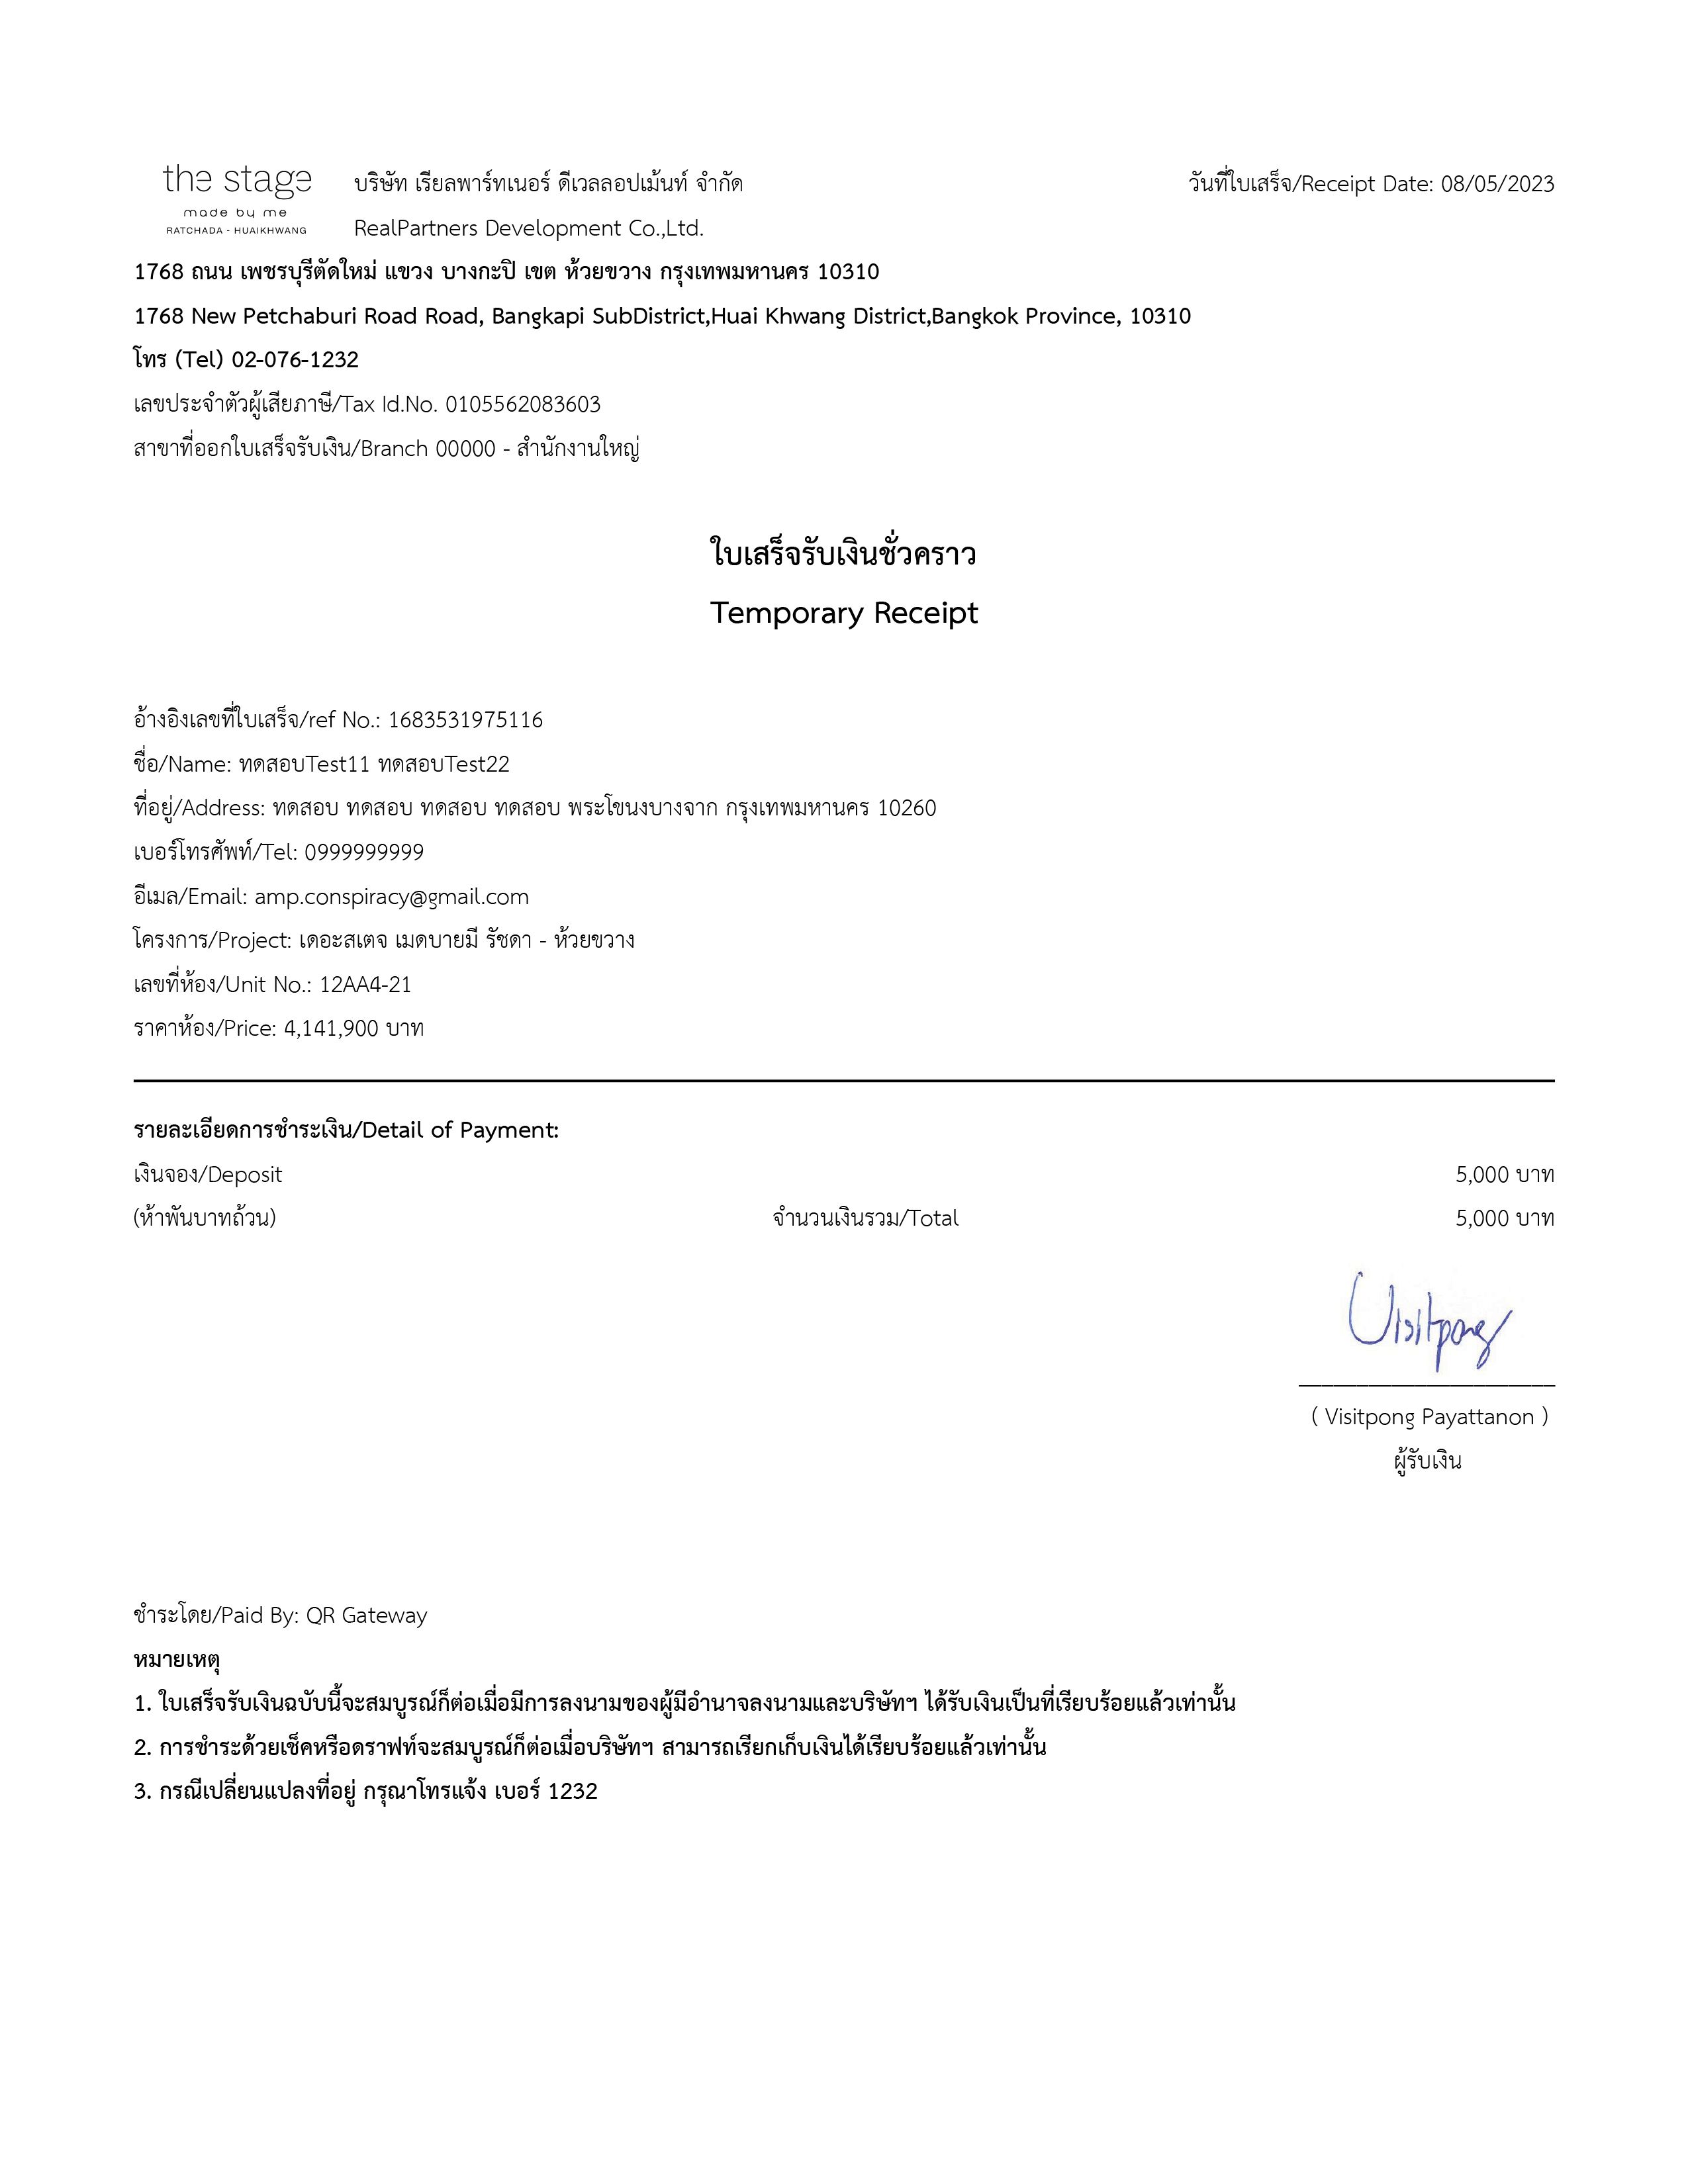 the stage
made by me
RATCHADA - HUAIKHWANG
บริษัท เรียลพาร์ทเนอร์ ดีเวลลอปเม้นท์ จำกัด
วันที่ใบเสร็จ/Receipt Date: 08/05/2023
RealPartners Development Co.,Ltd.
1768 ถนน เพชรบุรีตัดใหม่ แขวง บางกะปิ เขต ห้วยขวาง กรุงเทพมหานคร 10310
1768 New Petchaburi Road Road, Bangkapi SubDistrict,Huai Khwang District,Bangkok Province, 10310
โทร (Tel) 02-076-1232
เลขประจำตัวผู้เสียภาษี/Tax Id.No. 0105562083603
สาขาที่ออกใบเสร็จรับเงิน/Branch 00000 - สำนักงานใหญ่
ใบเสร็จรับเงินชั่วคราว
Temporary Receipt
อ้างอิงเลขที่ใบเสร็จ/ref No.: 1683531975116
ชื่อ/Name: ทดสอบTest11 ทดสอบTest22
ที่อยู่/Address: ทดสอบ ทดสอบ ทดสอบ ทดสอบ พระโขนงบางจาก กรุงเทพมหานคร 10260
เบอร์โทรศัพท์/Tel: 0999999999
อีเมล/Email: amp.conspiracy@gmail.com
โครงการ/Project: เดอะสเตจ เมดบายมี รัชดา - ห้วยขวาง
เลขที่ห้อง/Unit No.: 12AA4-21
ราคาห้อง/Price: 4,141,900 บาท
รายละเอียดการชำระเงิน/Detail of Payment:
เงินจอง/Deposit 5,000 บาท
(ห้าพันบาทถ้วน) จำนวนเงินรวม/Total 5,000 บาท
Visitpong
( Visitpong Payattanon )
ผู้รับเงิน
ชำระโดย/Paid By: QR Gateway
หมายเหตุ
1. ใบเสร็จรับเงินฉบับนี้จะสมบูรณ์ก็ต่อเมื่อมีการลงนามของผู้มีอำนาจลงนามและบริษัทฯ ได้รับเงินเป็นที่เรียบร้อยแล้วเท่านั้น
2. การชำระด้วยเช็คหรือดราฟท์จะสมบูรณ์ก็ต่อเมื่อบริษัทฯ สามารถเรียกเก็บเงินได้เรียบร้อยแล้วเท่านั้น
3. กรณีเปลี่ยนแปลงที่อยู่ กรุณาโทรแจ้ง เบอร์ 1232